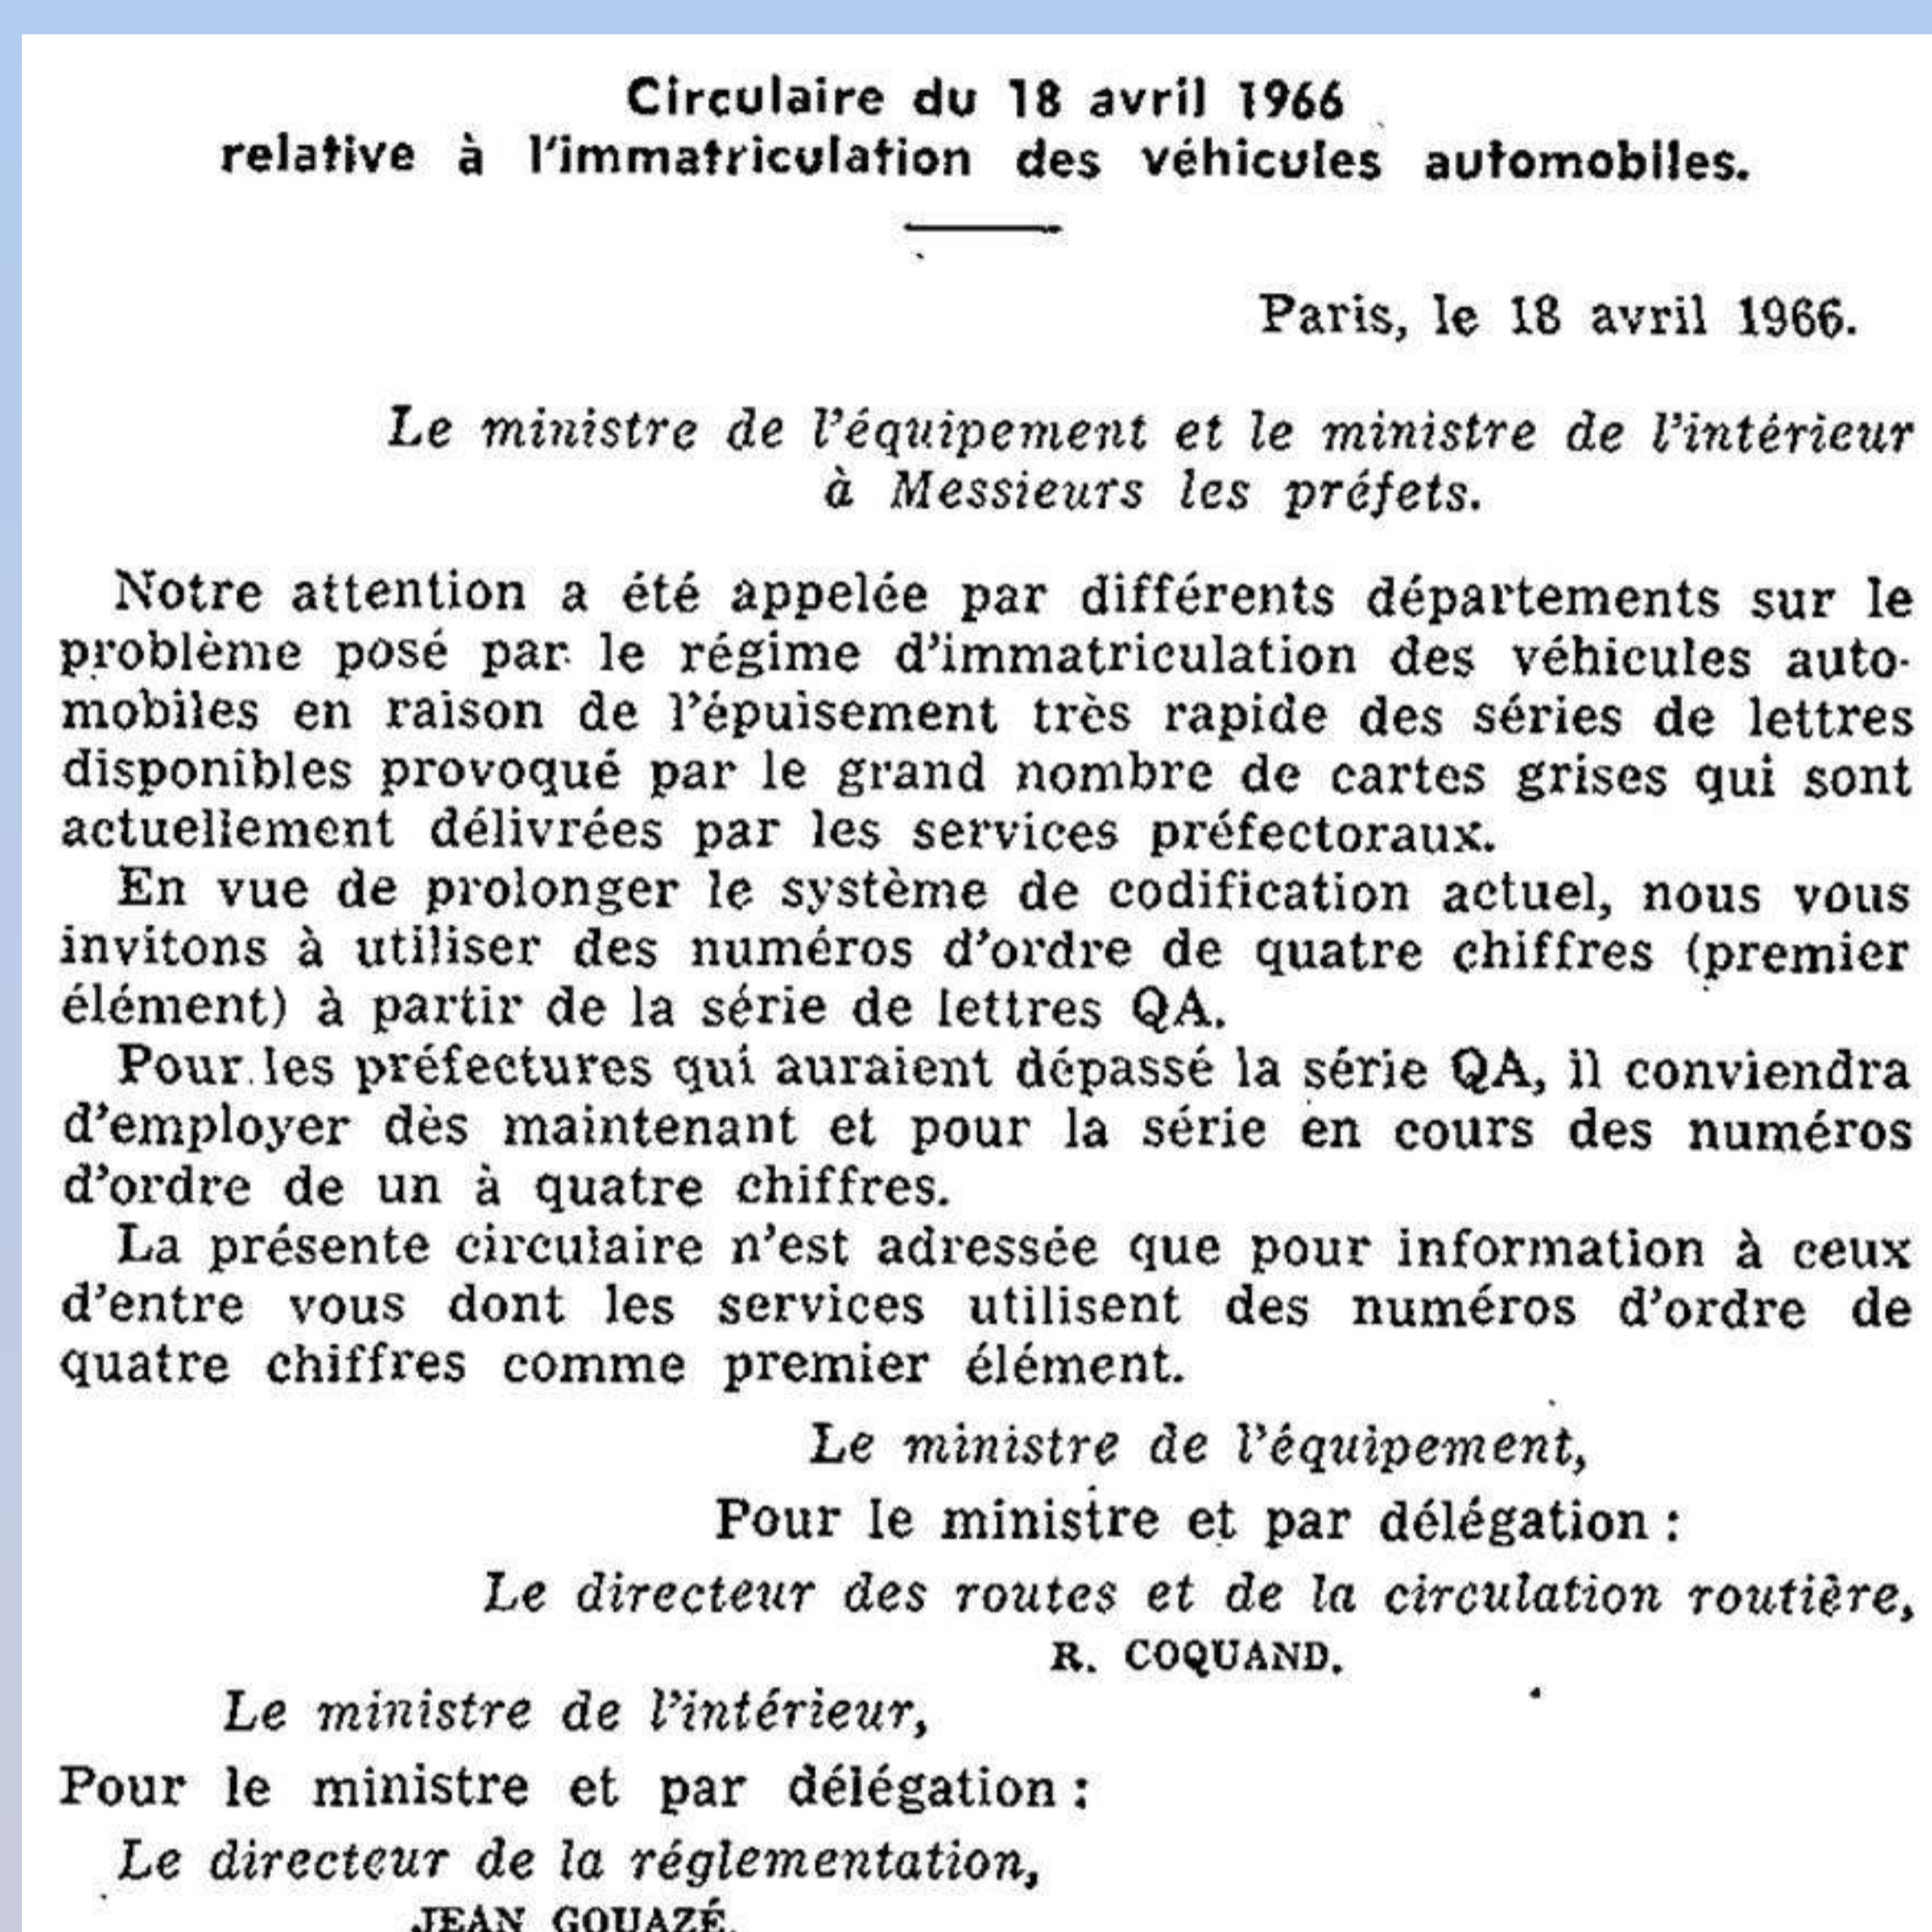 Circulaire du 18 avril 1966
relative à l'immatriculation des véhicules automobiles.
Paris, le 18 avril 1966.
Le ministre de l'équipement et le ministre de l'intérieur
à Messieurs les préfets.
Notre attention a été appelée par différents départements sur le
problème posé par le régime d'immatriculation des véhicules auto-
mobiles en raison de l'épuisement très rapide des séries de lettres
disponibles provoqué par le grand nombre de cartes grises qui sont
actuellement délivrées par les services préfectoraux.
En vue de prolonger le système de codification actuel, nous vous
invitons à utiliser des numéros d'ordre de quatre chiffres (premier
élément) à partir de la série de lettres QA.
Pour les préfectures qui auraient dépassé la série QA, il conviendra
d'employer dès maintenant et pour la série en cours des numéros
d'ordre de un à quatre chiffres.
La présente circulaire n'est adressée que pour information à ceux
d'entre vous dont les services utilisent des numéros d'ordre de
quatre chiffres comme premier élément.
Le ministre de l'équipement,
Pour le ministre et par délégation :
Le directeur des routes et de la circulation routière,
R. COQUAND.
Le ministre de l'intérieur,
Pour le ministre et par délégation :
Le directeur de la réglementation,
JEAN GOUAZÉ.